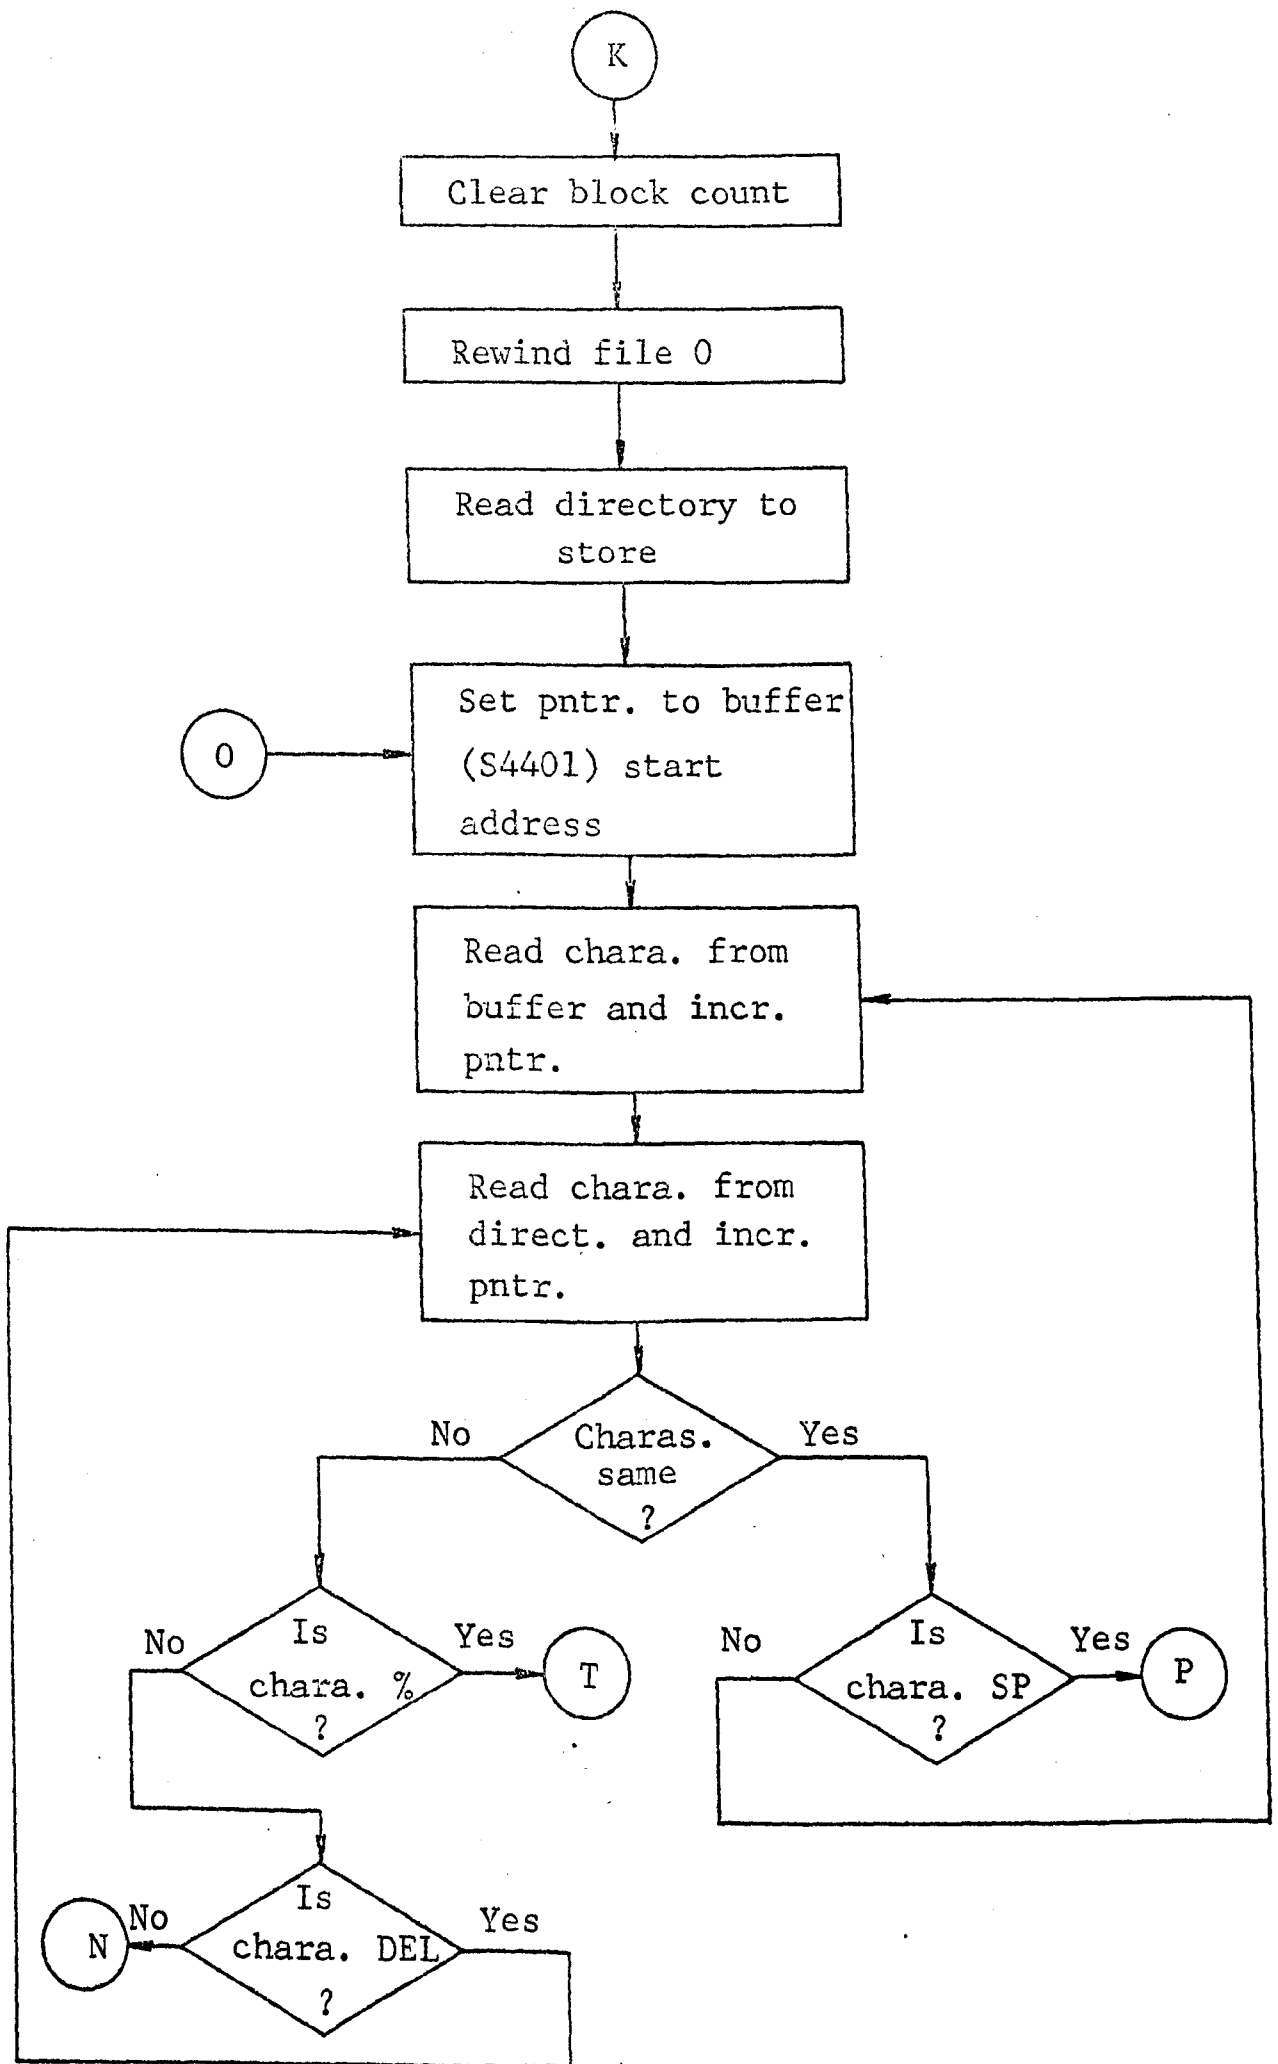 K
Clear block count
Rewind file 0
Read directory to
store
Set pntr. to buffer
(S4401) start
address
O
Read chara. from
buffer and incr.
pntr.
Read chara. from
direct. and incr.
pntr.
No
Charas.
same
?
Yes
No
Is
chara. %
?
Yes
T
No
Is
chara. SP
?
Yes
P
N
No
Is
chara. DEL
?
Yes